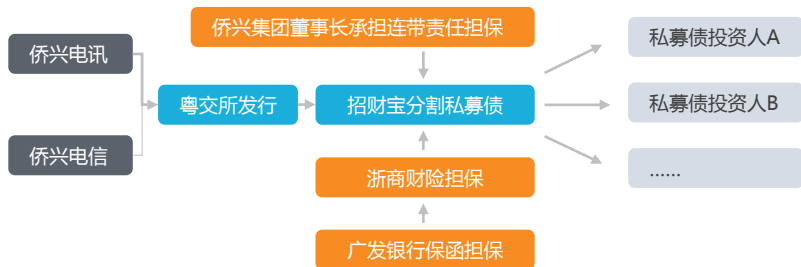 侨兴集团董事长承担连带责任担保
侨兴电讯
私募债投资人A
粤交所发行
招财宝分割私募债
私募债投资人B
侨兴电信
浙商财险担保
......
广发银行保函担保